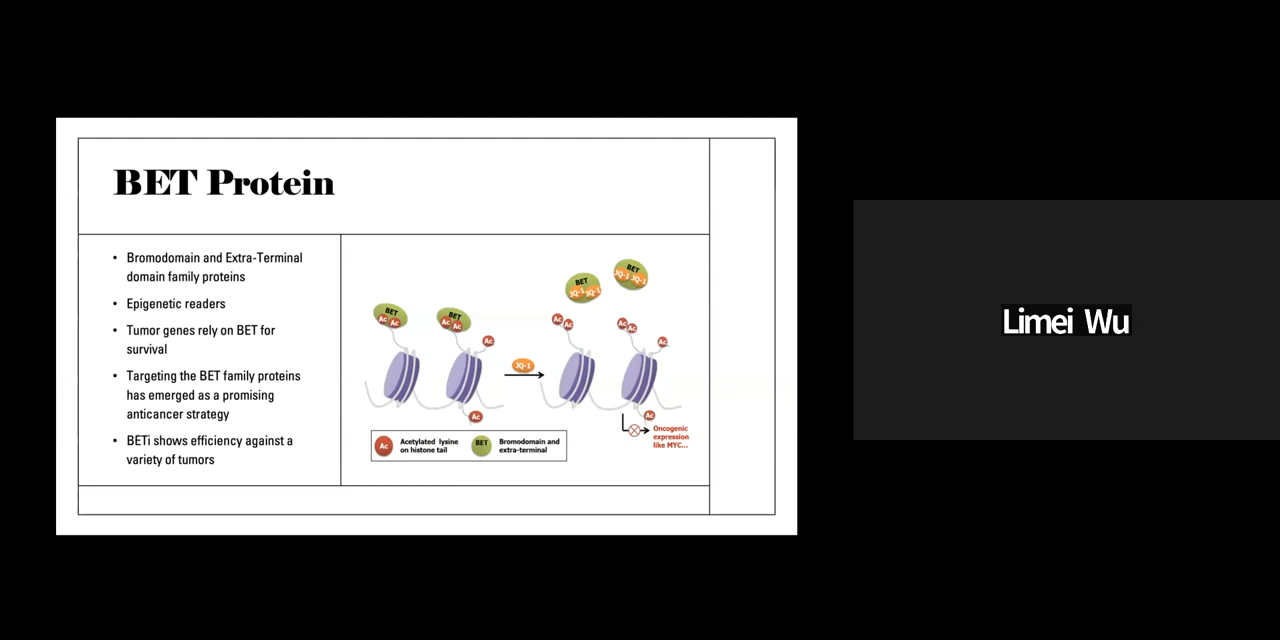 BET Protein
• Bromodomain and Extra-Terminal
domain family proteins
• Epigenetic readers
• Tumor genes rely on BET for
survival
• Targeting the BET family proteins
has emerged as a promising
anticancer strategy
• BETi shows efficiency against a
variety of tumors
BET
Ac Ac
BET
Ac Ac
Ac
Ac
JQ-1
BET
JQ-1 JQ-1
BET
JQ-1 JQ-1
Ac Ac
Ac Ac
Ac
Ac
Oncogenic
expression
like MYC...
Ac
Acetylated lysine
on histone tail
BET
Bromodomain and
extra-terminal
Limei Wu